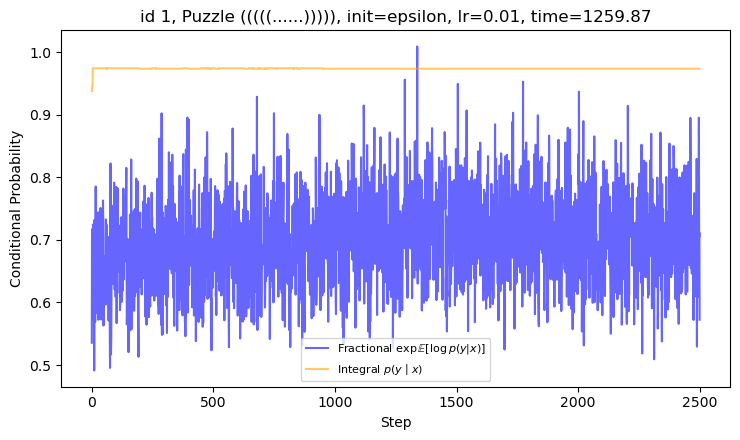 id 1, Puzzle (((((......))))), init=epsilon, lr=0.01, time=1259.87
Conditional Probability
1.0
0.9
0.8
0.7
0.6
0.5
Fractional exp𝔼[log p(y|x)]
Integral p(y | x)
0 500 1000 1500 2000 2500
Step